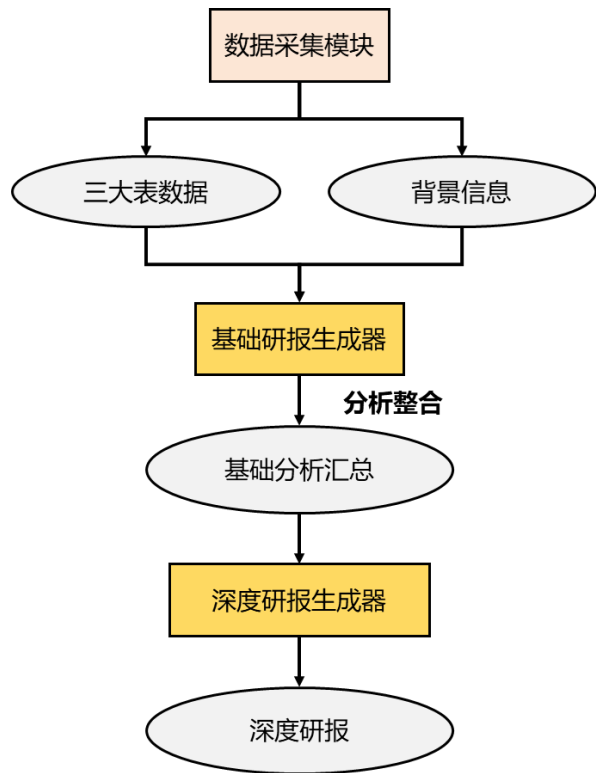 数据采集模块
三大表数据
背景信息
基础研报生成器
分析整合
基础分析汇总
深度研报生成器
深度研报